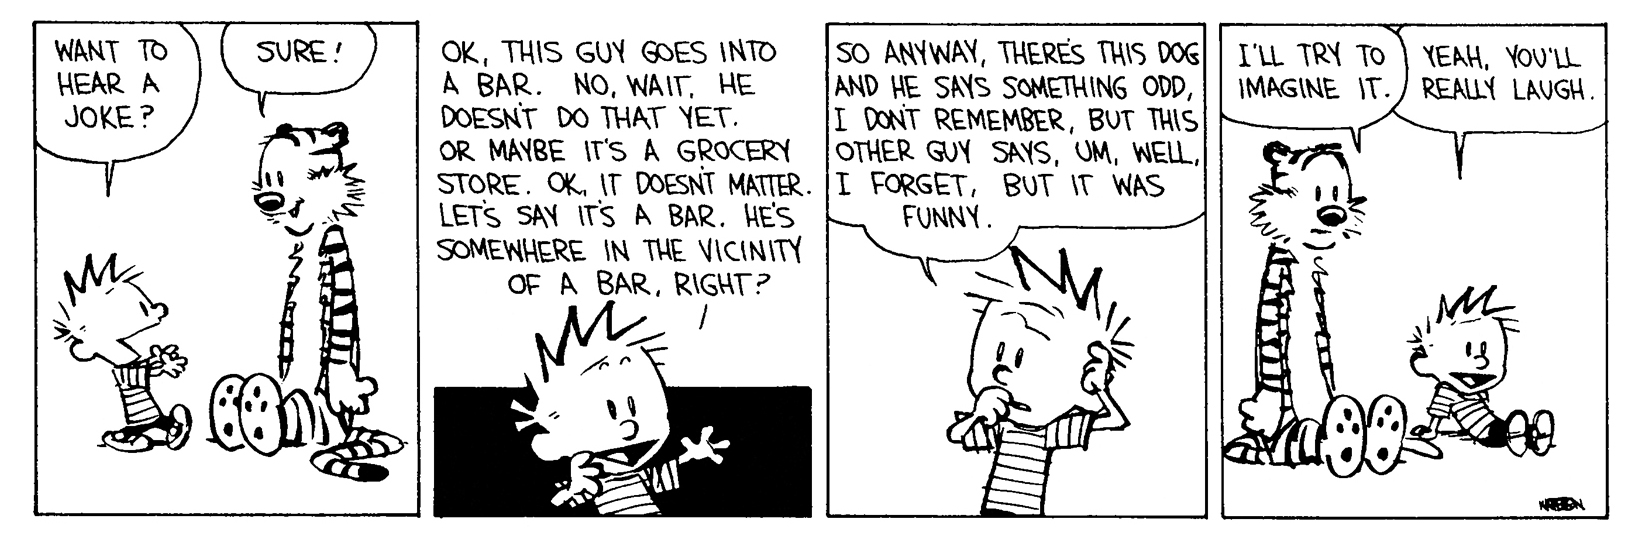 WANT TO
HEAR A
JOKE?
SURE!
OK, THIS GUY GOES INTO
A BAR. NO, WAIT, HE
DOESN'T DO THAT YET.
OR MAYBE IT'S A GROCERY
STORE. OK, IT DOESN'T MATTER.
LET'S SAY IT'S A BAR. HE'S
SOMEWHERE IN THE VICINITY
OF A BAR, RIGHT?
SO ANYWAY, THERE'S THIS DOG
AND HE SAYS SOMETHING ODD,
I DON'T REMEMBER, BUT THIS
OTHER GUY SAYS, UM, WELL,
I FORGET, BUT IT WAS
FUNNY.
I'LL TRY TO
IMAGINE IT.
YEAH, YOU'LL
REALLY LAUGH.
WATTERSON